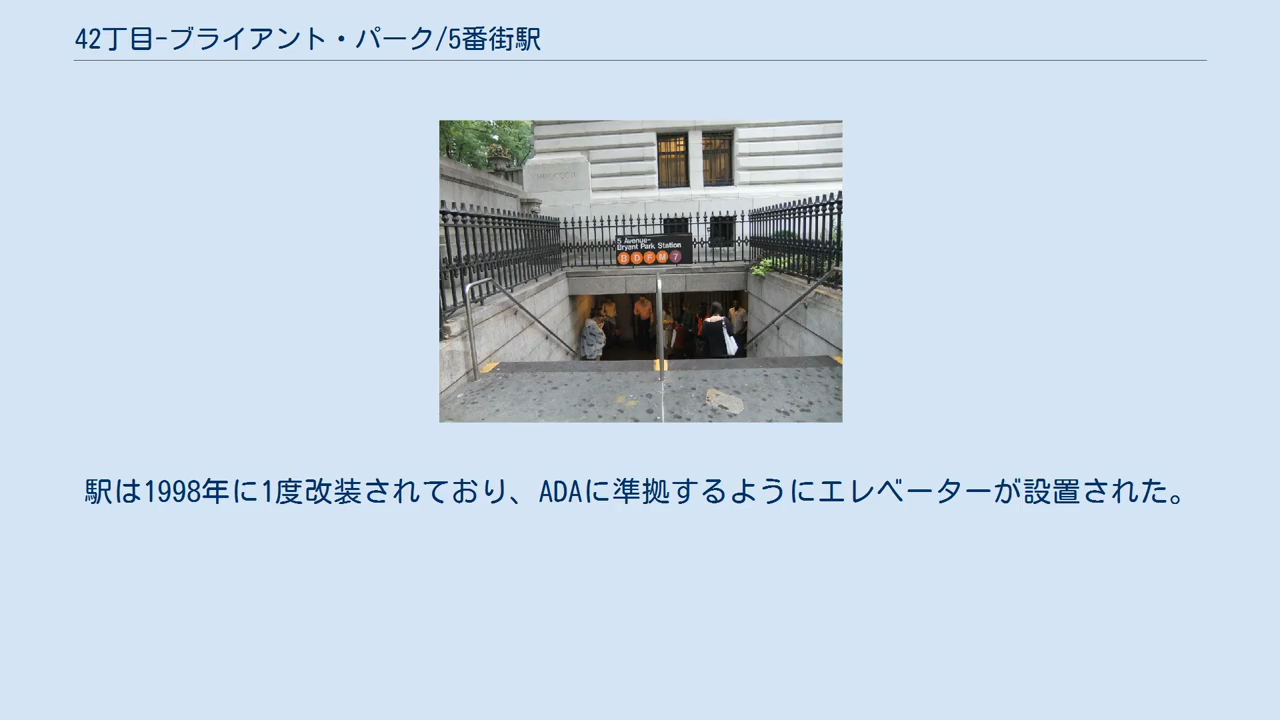 42丁目-ブライアント・パーク/5番街駅
5 Avenue-
Bryant Park Station
B D F M 7
駅は1998年に1度改装されており、ADAに準拠するようにエレベーターが設置された。